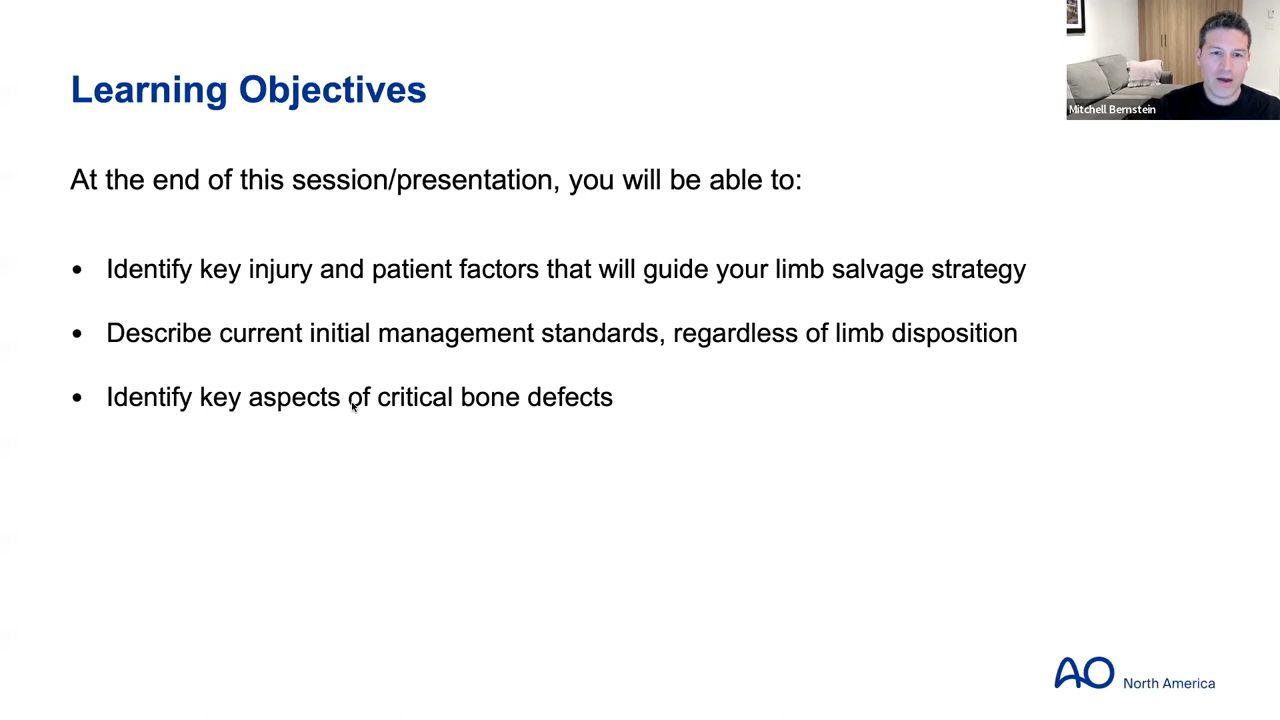 Learning Objectives
Mitchell Bernstein
At the end of this session/presentation, you will be able to:
• Identify key injury and patient factors that will guide your limb salvage strategy
• Describe current initial management standards, regardless of limb disposition
• Identify key aspects of critical bone defects
AO North America